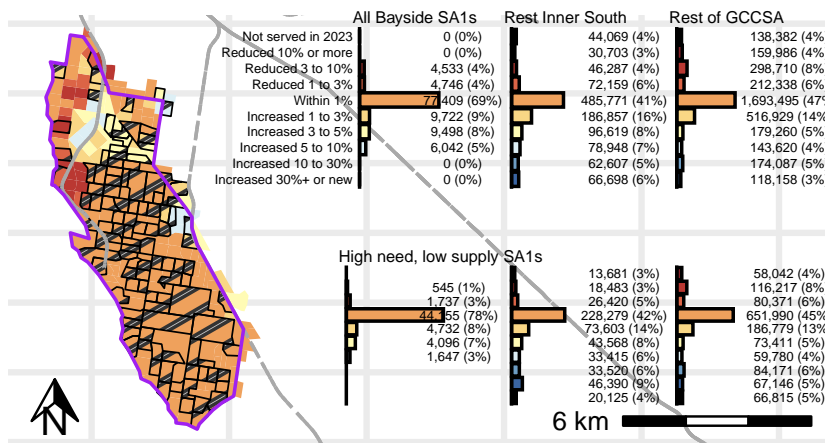 All Bayside SA1s Rest Inner South Rest of GCCSA
Not served in 2023 0 (0%) 44,069 (4%) 138,382 (4%
Reduced 10% or more 0 (0%) 30,703 (3%) 159,986 (4%
Reduced 3 to 10% 4,533 (4%) 46,287 (4%) 298,710 (8%
Reduced 1 to 3% 4,746 (4%) 72,159 (6%) 212,338 (6%
Within 1% 77,409 (69%) 485,771 (41%) 1,693,495 (47%
Increased 1 to 3% 9,722 (9%) 186,857 (16%) 516,929 (14%
Increased 3 to 5% 9,498 (8%) 96,619 (8%) 179,260 (5%
Increased 5 to 10% 6,042 (5%) 78,948 (7%) 143,620 (4%
Increased 10 to 30% 0 (0%) 62,607 (5%) 174,087 (5%
Increased 30%+ or new 0 (0%) 66,698 (6%) 118,158 (3%
High need, low supply SA1s
13,681 (3%) 58,042 (4%)
545 (1%) 18,483 (3%) 116,217 (8%)
1,737 (3%) 26,420 (5%) 80,371 (6%)
44,155 (78%) 228,279 (42%) 651,990 (45%
4,732 (8%) 73,603 (14%) 186,779 (13%
4,096 (7%) 43,568 (8%) 73,411 (5%)
1,647 (3%) 33,415 (6%) 59,780 (4%)
33,520 (6%) 84,171 (6%)
46,390 (9%) 67,146 (5%)
20,125 (4%) 66,815 (5%)
N
6 km